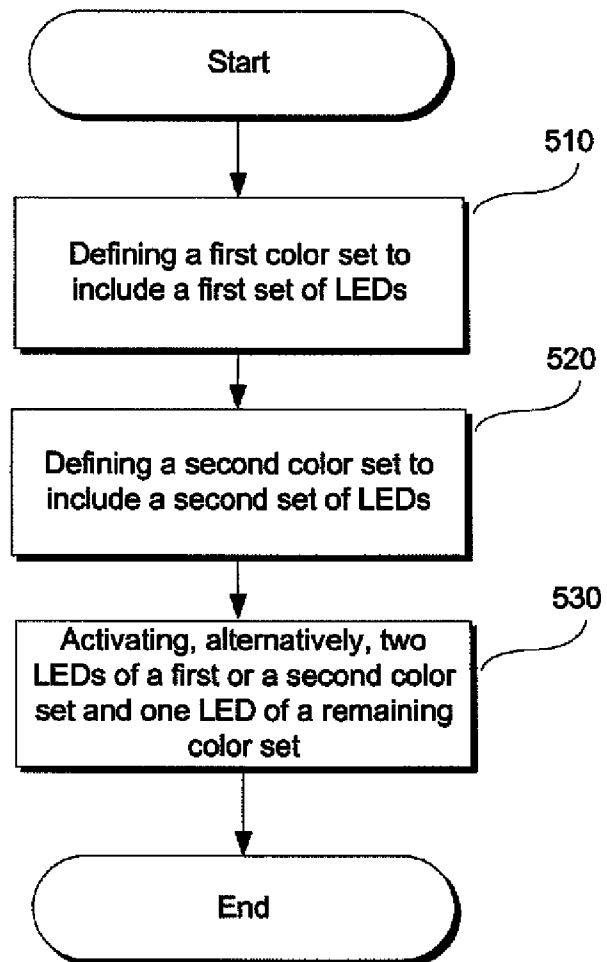 Start
510
Defining a first color set to
include a first set of LEDs
520
Defining a second color set to
include a second set of LEDs
530
Activating, alternatively, two
LEDs of a first or a second color
set and one LED of a remaining
color set
End